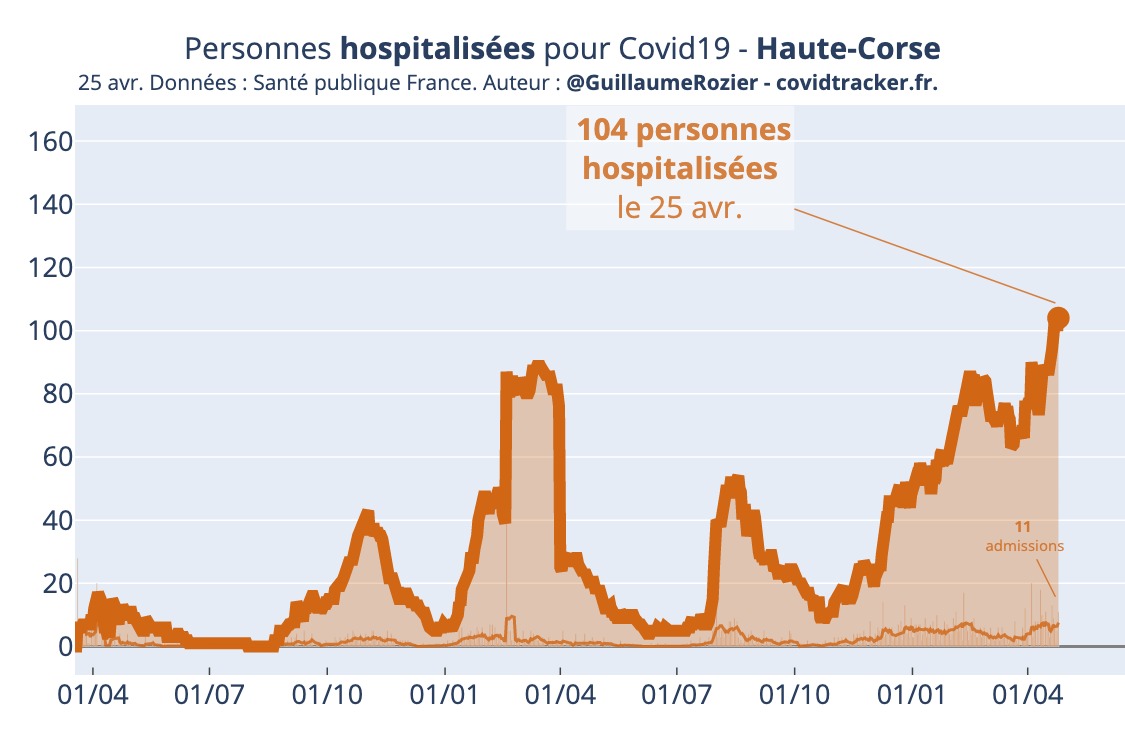 Personnes hospitalisées pour Covid19 - Haute-Corse
25 avr. Données : Santé publique France. Auteur : @GuillaumeRozier - covidtracker.fr.
104 personnes
hospitalisées
le 25 avr.
160
140
120
100
80
60
40
20
0
11
admissions
01/04 01/07 01/10 01/01 01/04 01/07 01/10 01/01 01/04